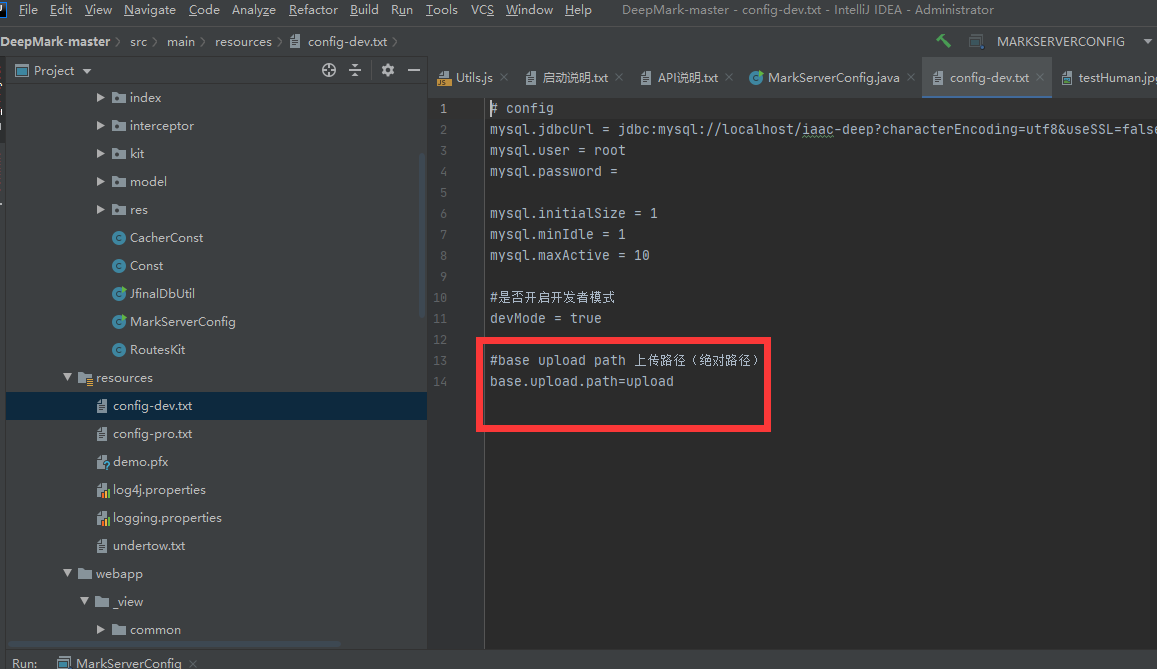 File Edit View Navigate Code Analyze Refactor Build Run Tools VCS Window Help DeepMark-master - config-dev.txt - IntelliJ IDEA - Administrator
DeepMark-master src main resources config-dev.txt MARKSERVERCONFIG
Project
Utils.js 启动说明.txt API说明.txt MarkServerConfig.java config-dev.txt testHuman.jpg
index
interceptor
kit
model
res
CacherConst
Const
JfinalDbUtil
MarkServerConfig
RoutesKit
resources
config-dev.txt
config-pro.txt
demo.pfx
log4j.properties
logging.properties
undertow.txt
webapp
_view
common
1 # config
2 mysql.jdbcUrl = jdbc:mysql://localhost/iaac-deep?characterEncoding=utf8&useSSL=false
3 mysql.user = root
4 mysql.password =
5
6 mysql.initialSize = 1
7 mysql.minIdle = 1
8 mysql.maxActive = 10
9
10 #是否开启开发者模式
11 devMode = true
12
13 #base upload path 上传路径（绝对路径）
14 base.upload.path=upload
Run: MarkServerConfig